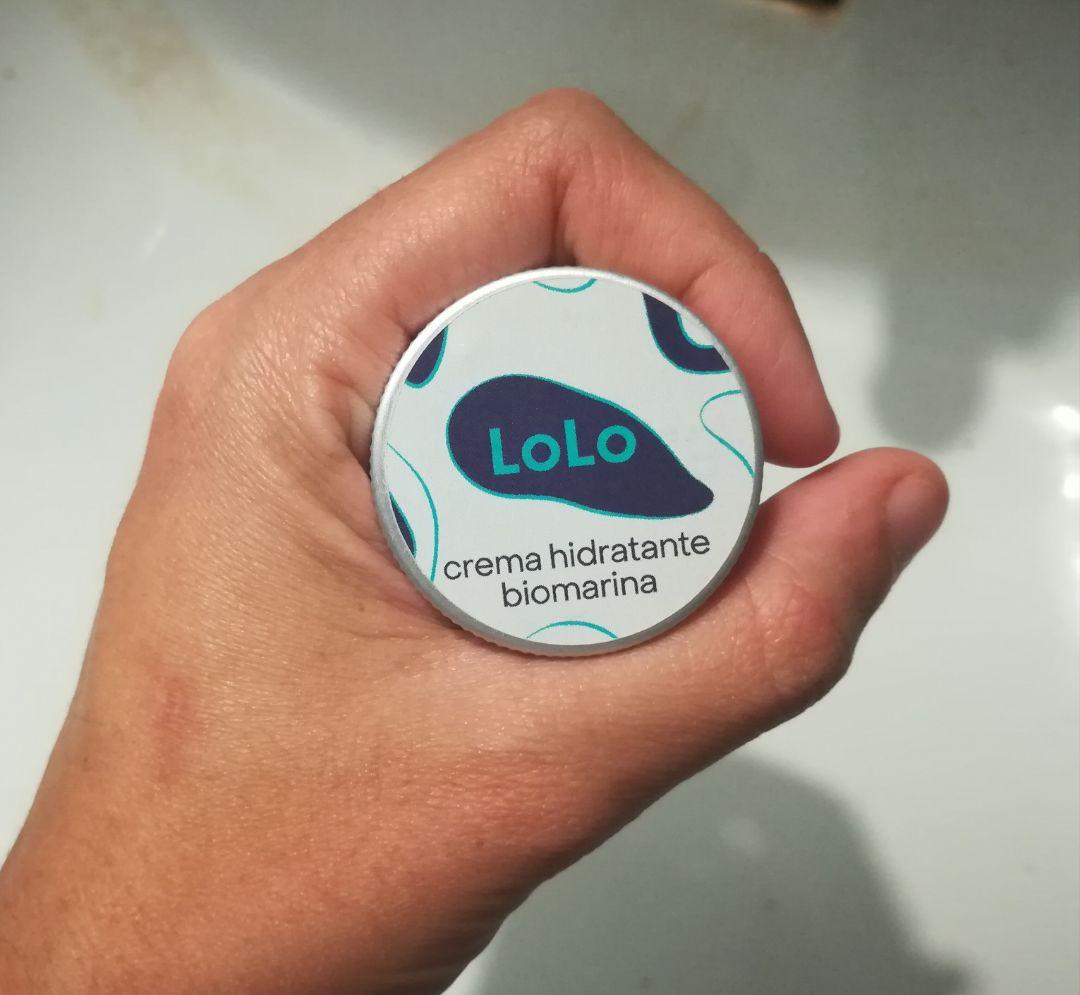 LoLo
crema hidratante
biomarina